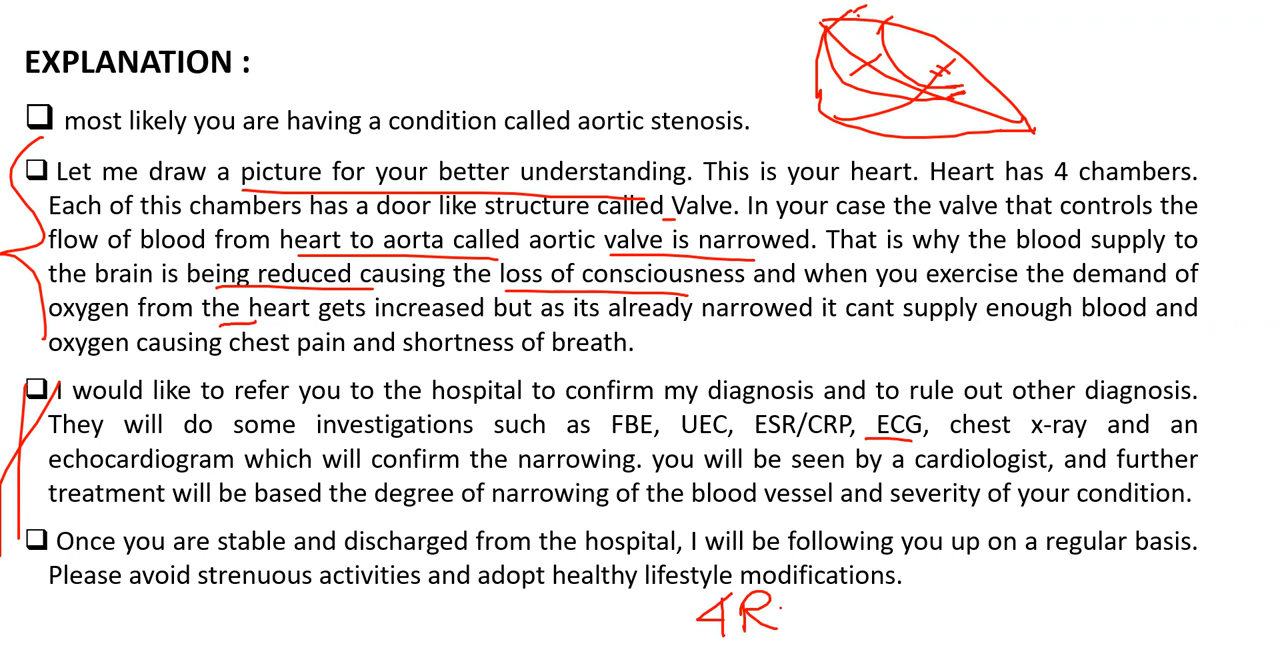 EXPLANATION :
❑ most likely you are having a condition called aortic stenosis.
❑ Let me draw a picture for your better understanding. This is your heart. Heart has 4 chambers.
Each of this chambers has a door like structure called Valve. In your case the valve that controls the
flow of blood from heart to aorta called aortic valve is narrowed. That is why the blood supply to
the brain is being reduced causing the loss of consciousness and when you exercise the demand of
oxygen from the heart gets increased but as its already narrowed it cant supply enough blood and
oxygen causing chest pain and shortness of breath.
❑ I would like to refer you to the hospital to confirm my diagnosis and to rule out other diagnosis.
They will do some investigations such as FBE, UEC, ESR/CRP, ECG, chest x-ray and an
echocardiogram which will confirm the narrowing. you will be seen by a cardiologist, and further
treatment will be based the degree of narrowing of the blood vessel and severity of your condition.
❑ Once you are stable and discharged from the hospital, I will be following you up on a regular basis.
Please avoid strenuous activities and adopt healthy lifestyle modifications.
4R